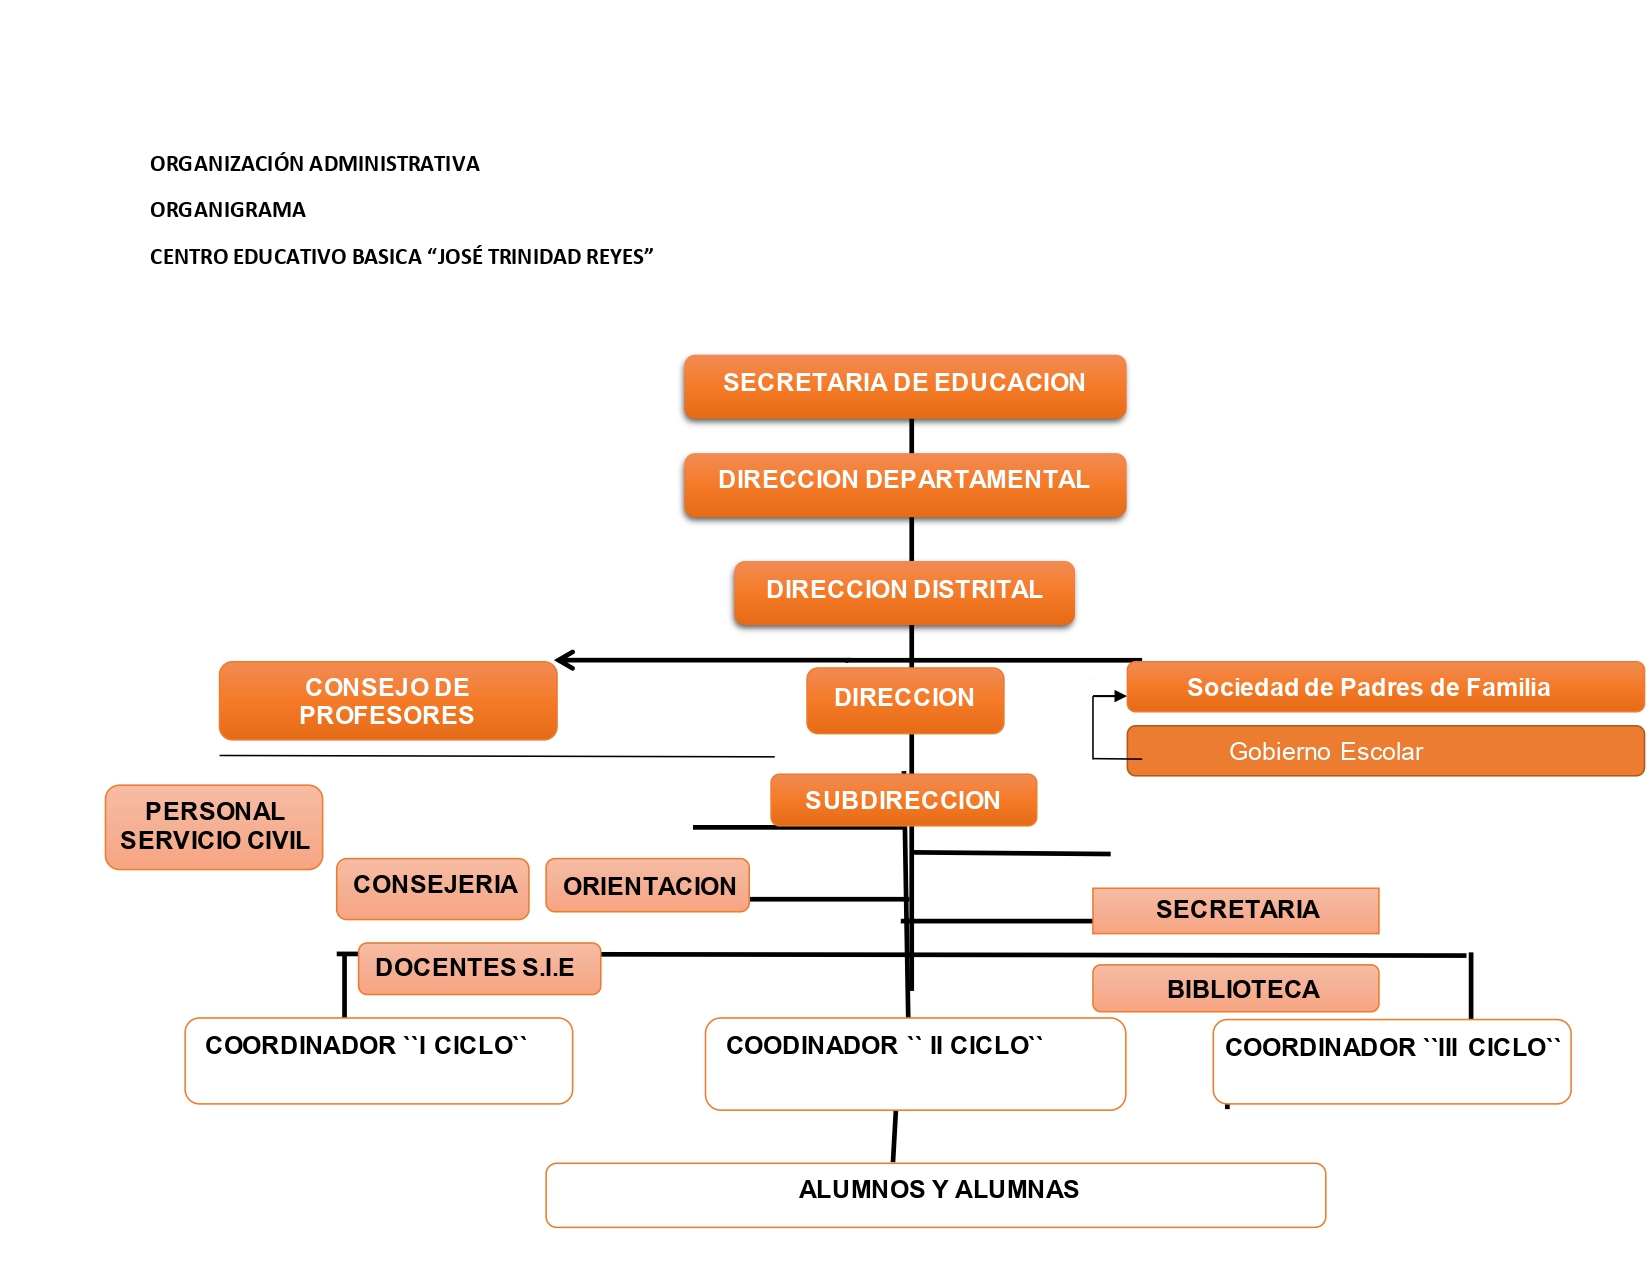 ORGANIZACIÓN ADMINISTRATIVA
ORGANIGRAMA
CENTRO EDUCATIVO BASICA “JOSÉ TRINIDAD REYES”
SECRETARIA DE EDUCACION
DIRECCION DEPARTAMENTAL
DIRECCION DISTRITAL
CONSEJO DE
PROFESORES
DIRECCION
Sociedad de Padres de Familia
Gobierno Escolar
SUBDIRECCION
PERSONAL
SERVICIO CIVIL
CONSEJERIA
ORIENTACION
SECRETARIA
DOCENTES S.I.E
BIBLIOTECA
COORDINADOR ``I CICLO``
COODINADOR `` II CICLO``
COORDINADOR ``III CICLO``
ALUMNOS Y ALUMNAS